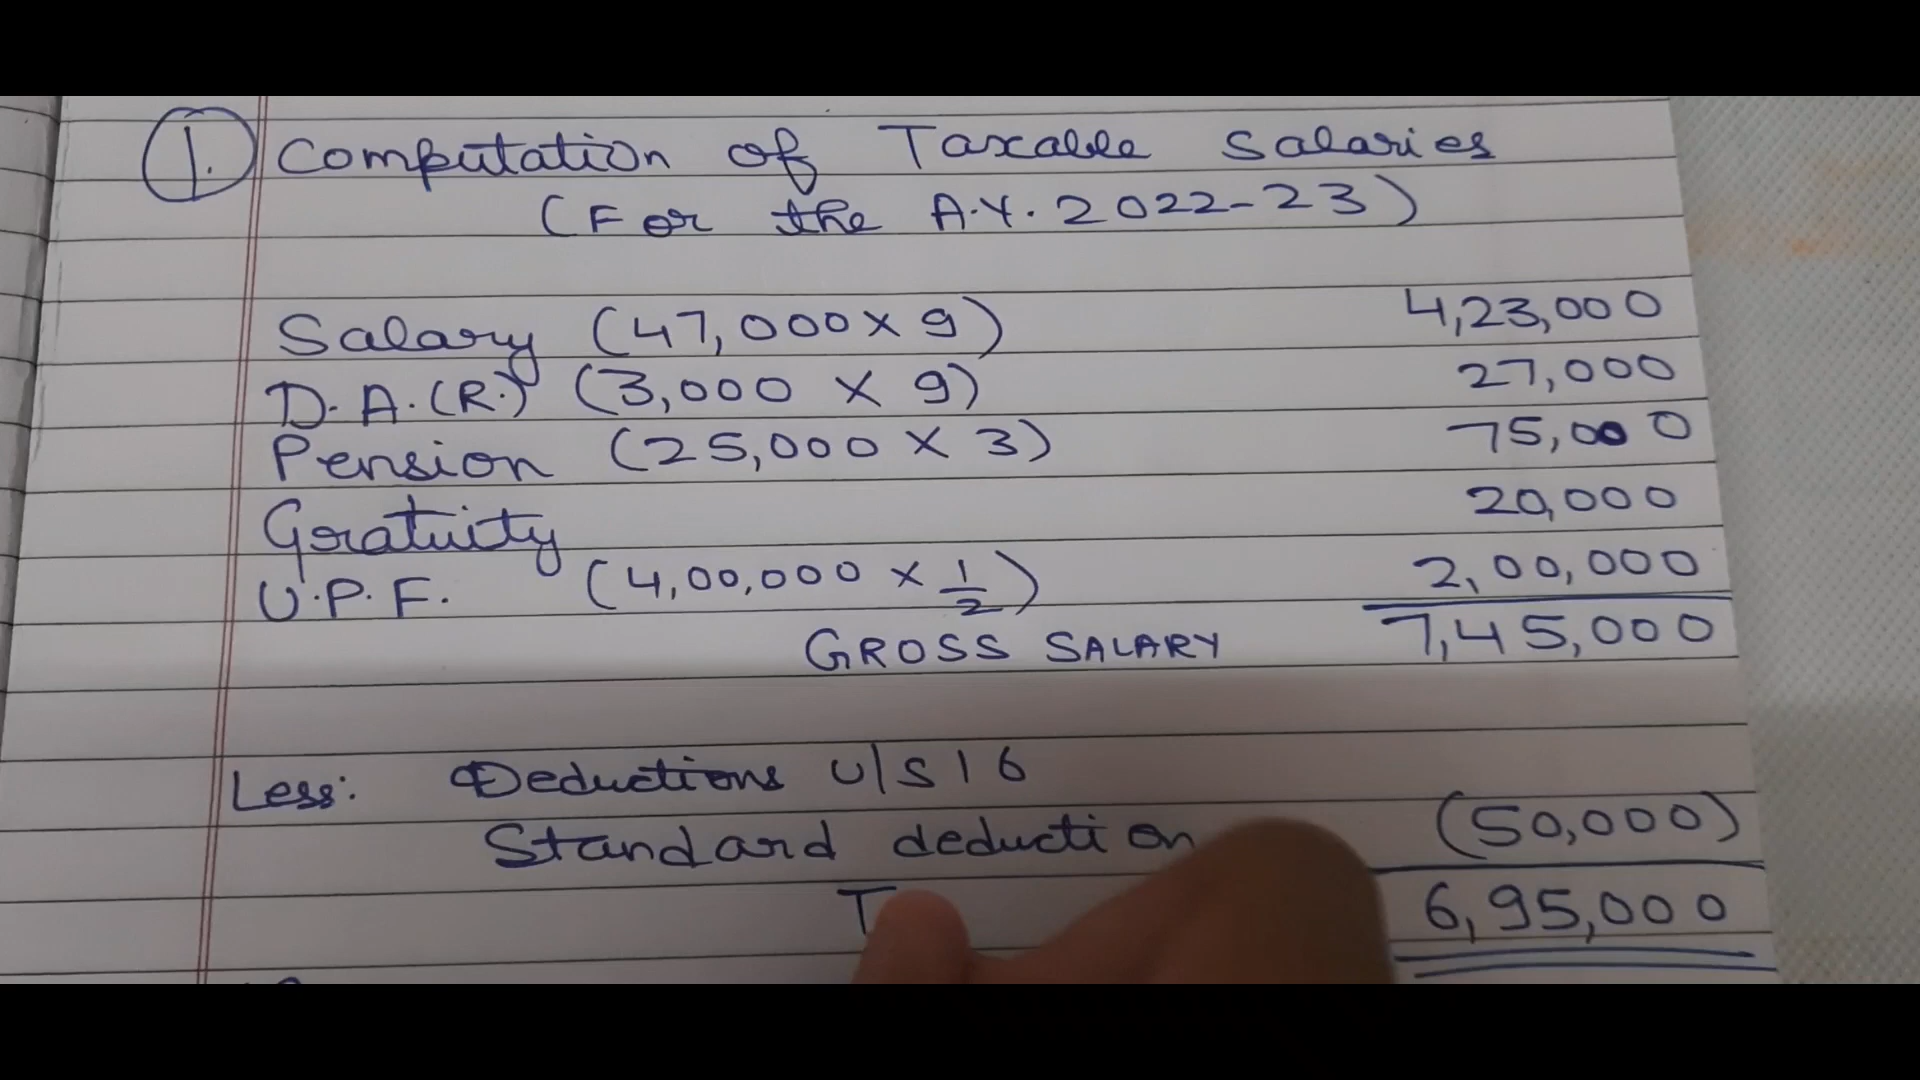 1. Computation of Taxable Salaries
(For the A.Y. 2022-23)
Salary (47,000 x 9) 4,23,000
D.A.(R.) (3,000 x 9) 27,000
Pension (25,000 x 3) 75,000
Gratuity 20,000
U.P.F. (4,00,000 x 1/2) 2,00,000
GROSS SALARY 7,45,000
Less: Deductions U/S 16
Standard deduction (50,000)
6,95,000